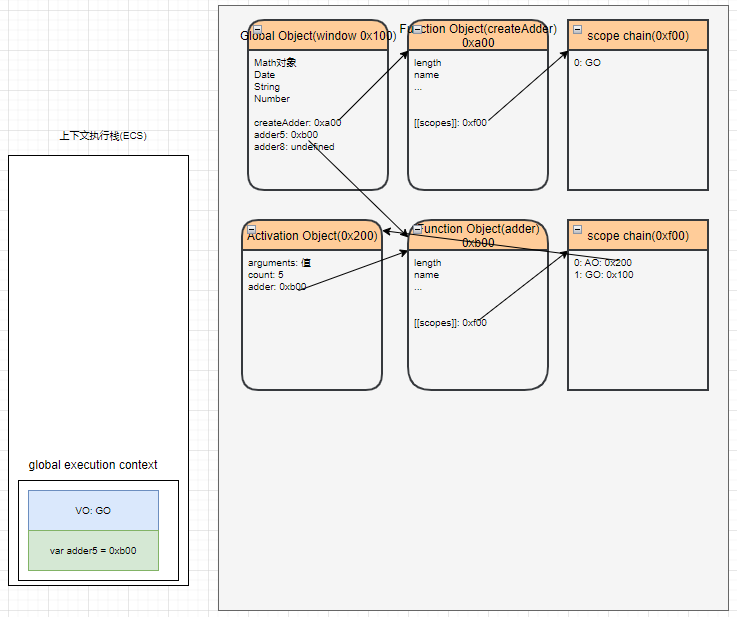 上下文执行栈(ECS)
global execution context
VO: GO
var adder5 = 0xb00
Global Object(window 0x100)
Math对象
Date
String
Number
createAdder: 0xa00
adder5: 0xb00
adder8: undefined
Function Object(createAdder)
0xa00
length
name
...
[[scopes]]: 0xf00
scope chain(0xf00)
0: GO
Activation Object(0x200)
arguments: 值
count: 5
adder: 0xb00
Function Object(adder)
0xb00
length
name
...
[[scopes]]: 0xf00
scope chain(0xf00)
0: AO: 0x200
1: GO: 0x100